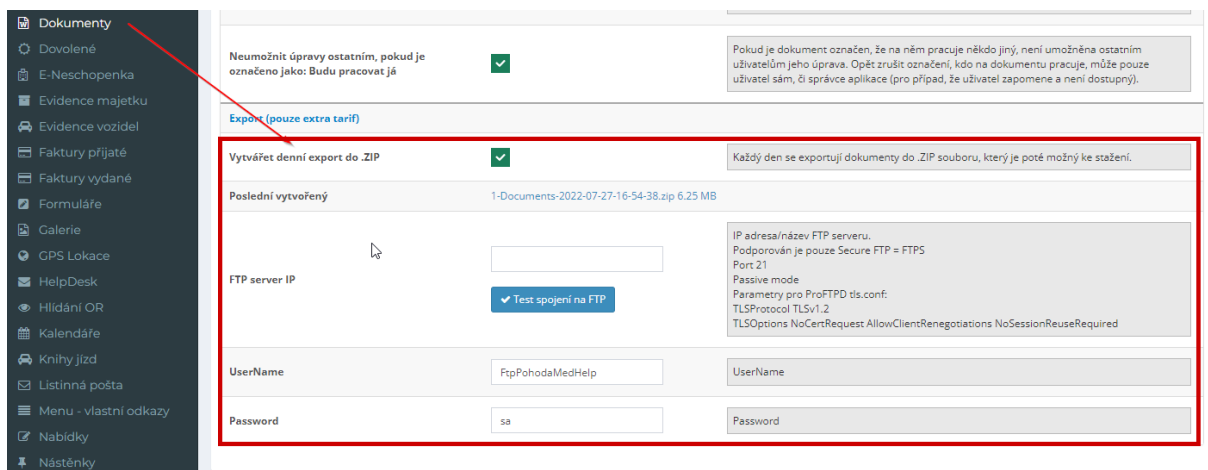 Dokumenty
Dovolené
E-Neschopenka
Evidence majetku
Evidence vozidel
Faktury přijaté
Faktury vydané
Formuláře
Galerie
GPS Lokace
HelpDesk
Hlídání OR
Kalendáře
Knihy jízd
Listinná pošta
Menu - vlastní odkazy
Nabídky
Nástěnky
Neumožnit úpravy ostatním, pokud je
označeno jako: Budu pracovat já
Pokud je dokument označen, že na něm pracuje někdo jiný, není umožněna ostatním
uživatelům jeho úprava. Opět zrušit označení, kdo na dokumentu pracuje, může pouze
uživatel sám, či správce aplikace (pro případ, že uživatel zapomene a není dostupný).
Export (pouze extra tarif)
Vytvářet denní export do .ZIP
Každý den se exportují dokumenty do .ZIP souboru, který je poté možný ke stažení.
Poslední vytvořený
1-Documents-2022-07-27-16-54-38.zip 6.25 MB
FTP server IP
Test spojení na FTP
IP adresa/název FTP serveru.
Podporován je pouze Secure FTP = FTPS
Port 21
Passive mode
Parametry pro ProFTPD tls.conf:
TLSProtocol TLSv1.2
TLSOptions NoCertRequest AllowClientRenegotiations NoSessionReuseRequired
UserName
FtpPohodaMedHelp
UserName
Password
sa
Password